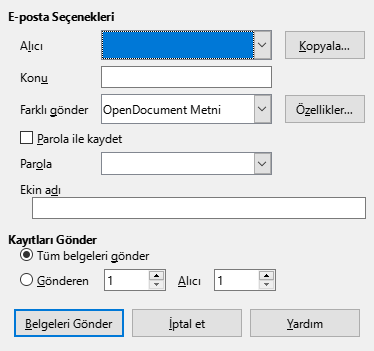 E-posta Seçenekleri
Alıcı Kopyala...
Konu
Farklı gönder OpenDocument Metni Özellikler...
Parola ile kaydet
Parola
Ekin adı
Kayıtları Gönder
Tüm belgeleri gönder
Gönderen 1 Alıcı 1
Belgeleri Gönder İptal et Yardım